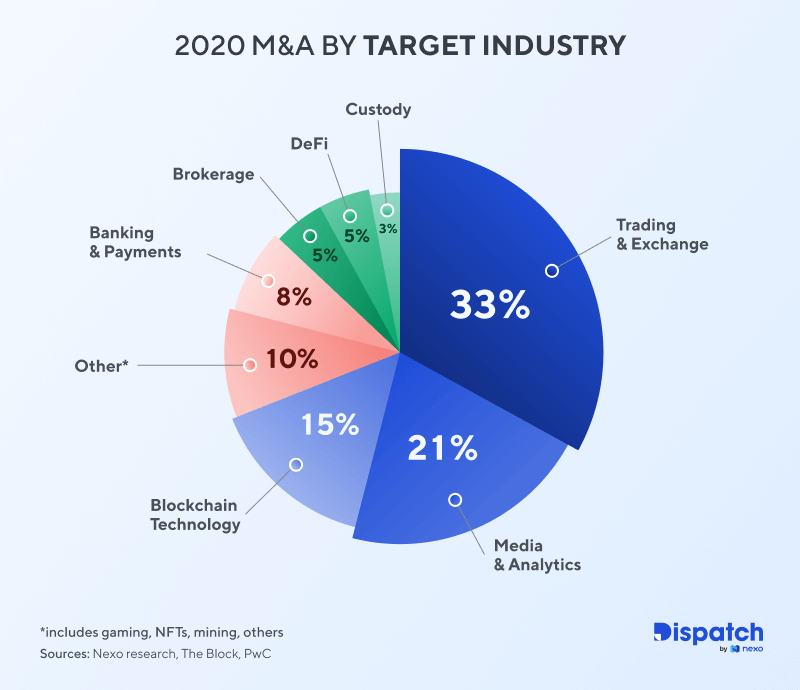 2020 M&A BY TARGET INDUSTRY
Custody
DeFi
Brokerage
Banking
& Payments
Other*
Blockchain
Technology
Media
& Analytics
Trading
& Exchange
3%
5%
5%
8%
10%
15%
21%
33%
*includes gaming, NFTs, mining, others
Sources: Nexo research, The Block, PwC
Dispatch
by nexo